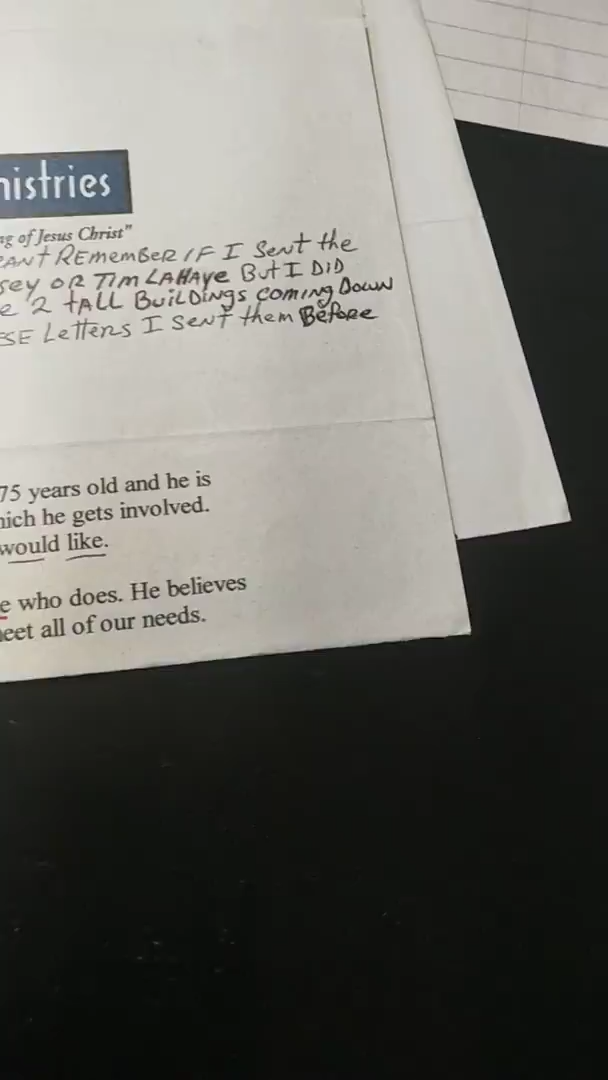 nistries
ng of Jesus Christ"
CANT REMEMBER IF I Sent the
sey OR TIM LAHAYE BUT I DID
e 2 tALL BUILDINGS COMING DOWN
SE Letters I Sent them Before
75 years old and he is
hich he gets involved.
would like.
e who does. He believes
eet all of our needs.